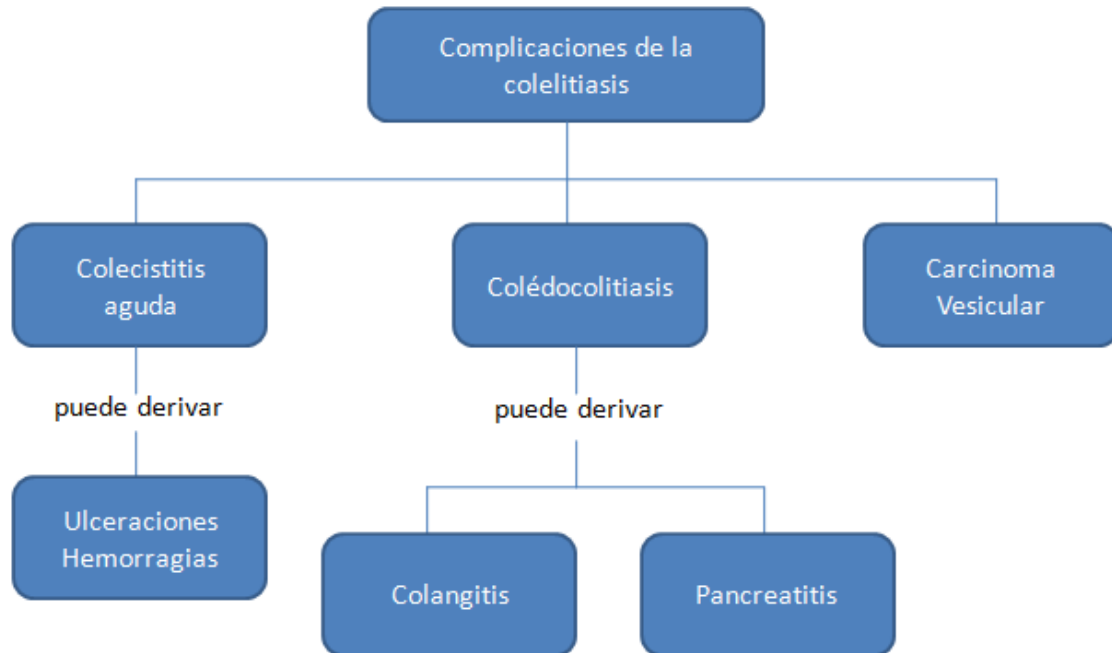 Complicaciones de la
colelitiasis
Colecistitis
aguda
Colédocolitiasis
Carcinoma
Vesicular
puede derivar
puede derivar
Ulceraciones
Hemorragias
Colangitis
Pancreatitis